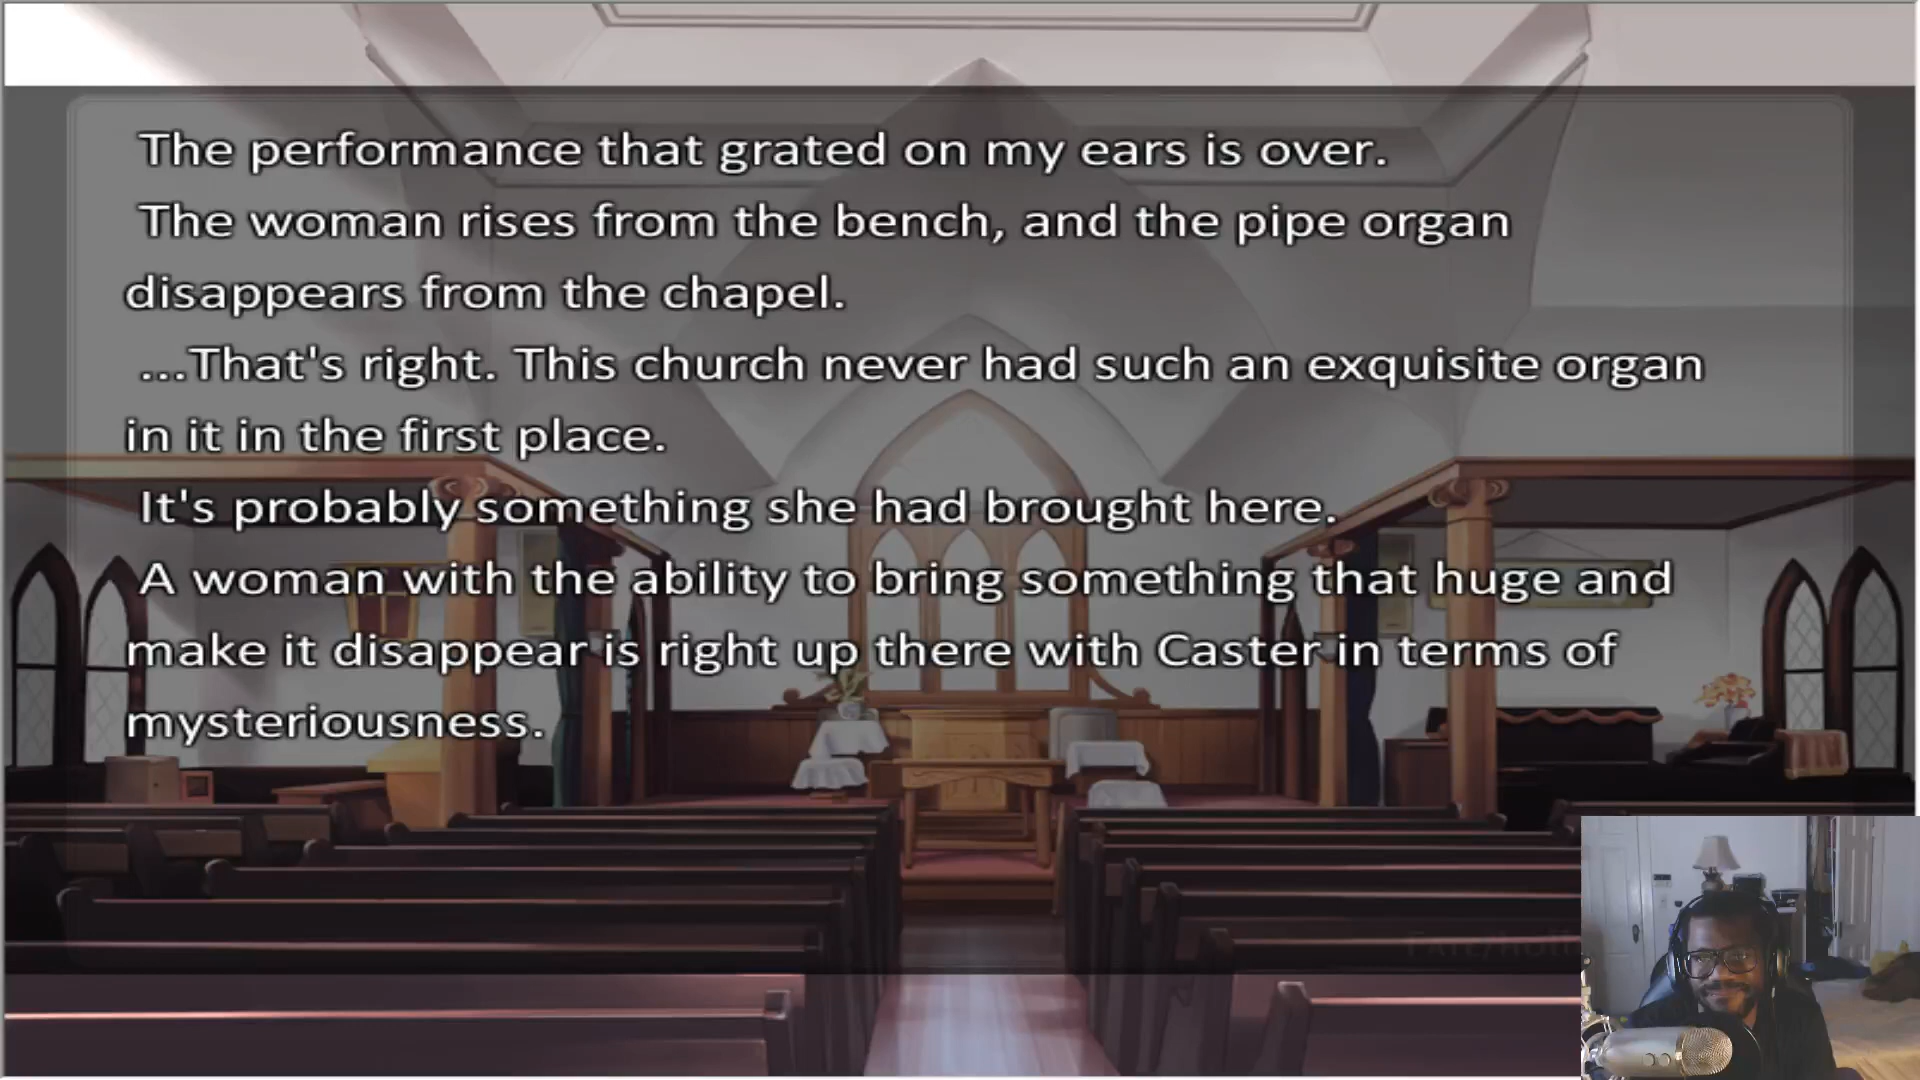 The performance that grated on my ears is over.
The woman rises from the bench, and the pipe organ
disappears from the chapel.
...That's right. This church never had such an exquisite organ
in it in the first place.
It's probably something she had brought here.
A woman with the ability to bring something that huge and
make it disappear is right up there with Caster in terms of
mysteriousness.